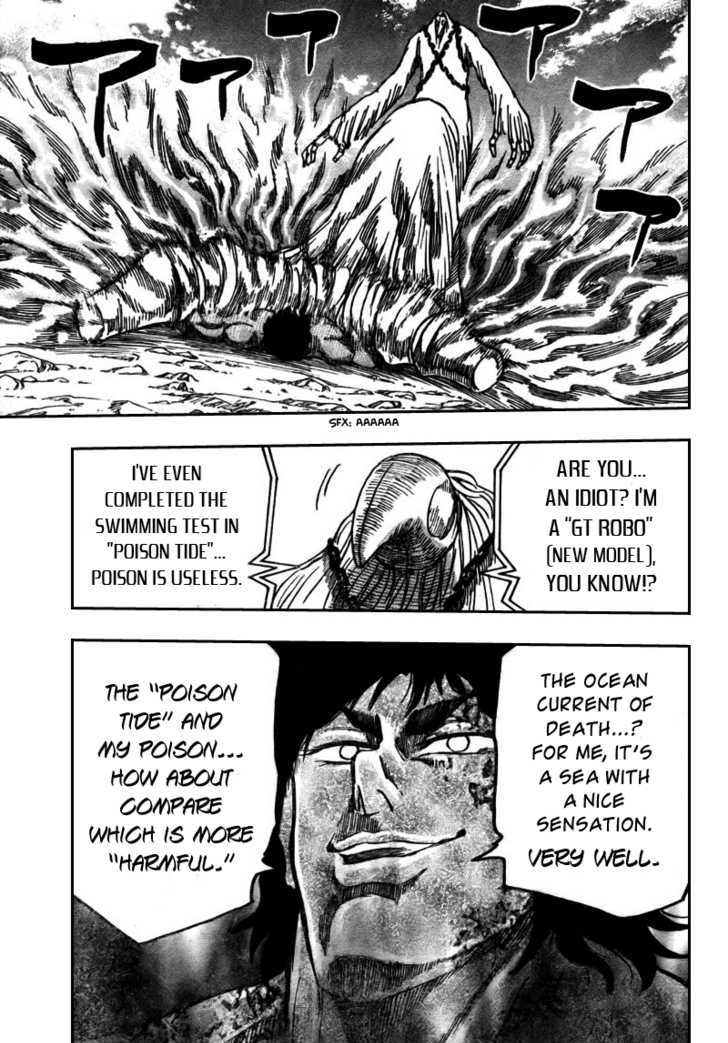 ア
ア
ア
ア
ア
ア
SFX: AAAAAA
ARE YOU...
AN IDIOT? I'M
A "GT ROBO"
(NEW MODEL),
YOU KNOW!?
I'VE EVEN
COMPLETED THE
SWIMMING TEST IN
"POISON TIDE"...
POISON IS USELESS.
THE OCEAN
CURRENT OF
DEATH...?
FOR ME, IT'S
A SEA WITH
A NICE
SENSATION.
VERY WELL.
THE "POISON
TIDE" AND
MY POISON...
HOW ABOUT
COMPARE
WHICH IS MORE
"HARMFUL."